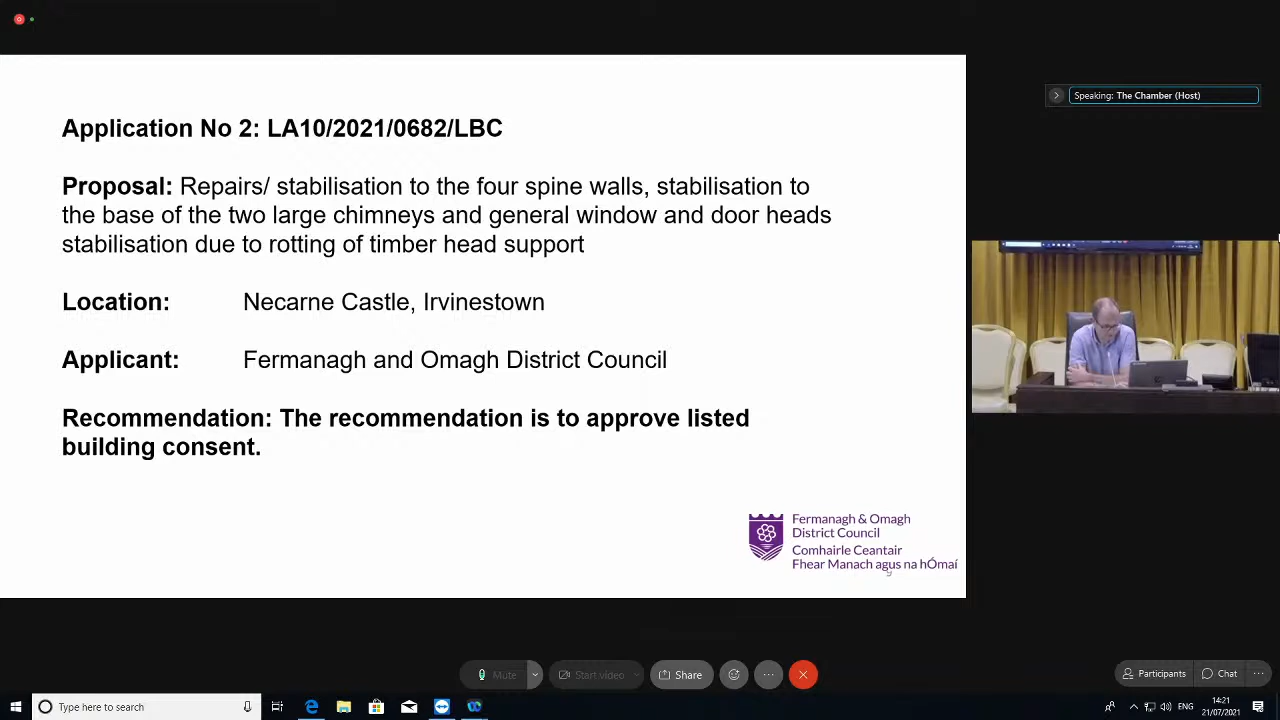 Application No 2: LA10/2021/0682/LBC
Proposal: Repairs/ stabilisation to the four spine walls, stabilisation to
the base of the two large chimneys and general window and door heads
stabilisation due to rotting of timber head support
Location: Necarne Castle, Irvinestown
Applicant: Fermanagh and Omagh District Council
Recommendation: The recommendation is to approve listed
building consent.
Fermanagh & Omagh
District Council
Comhairle Ceantair
Fhear Manach agus na hÓmaí
9
Speaking: The Chamber (Host)
Mute
Start video
Share
Participants
Chat
Type here to search
ENG
14:21
21/07/2021